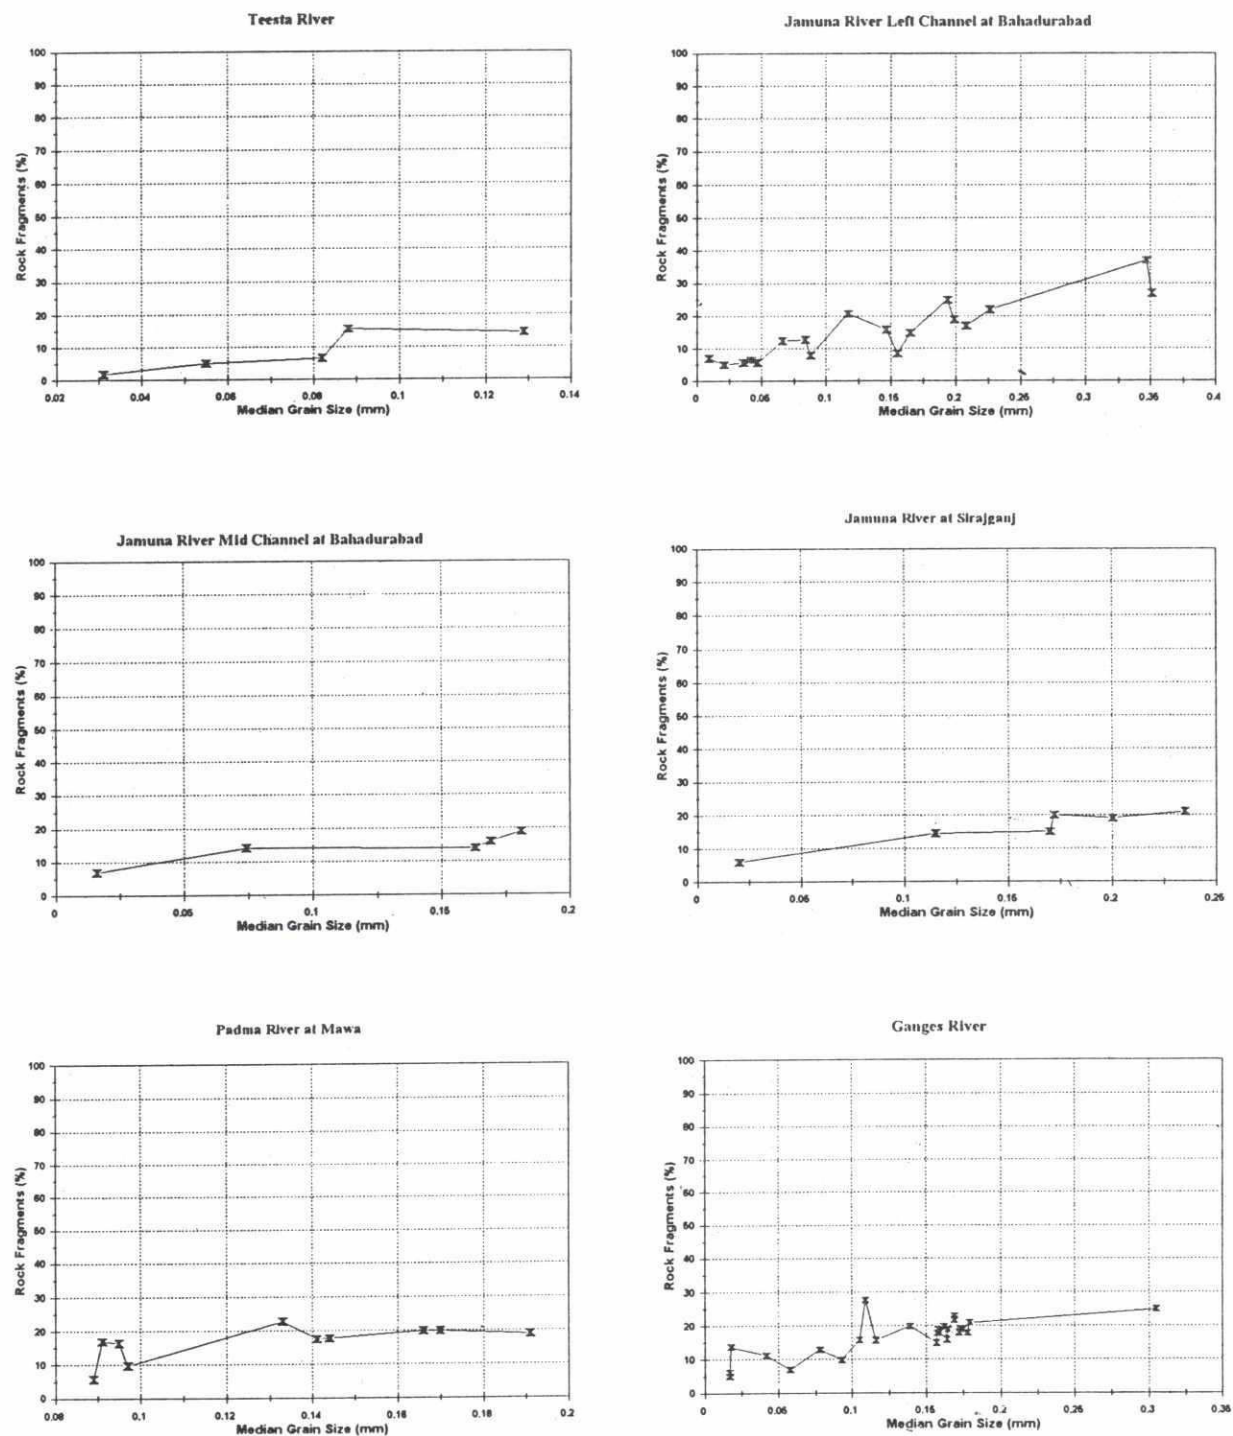 Teesta River
100
90
80
70
60
50
40
30
20
10
0
Rock Fragments (%)
0.02 0.04 0.06 0.08 0.1 0.12 0.14
Median Grain Size (mm)
Jamuna River Left Channel at Bahadurabad
100
90
80
70
60
50
40
30
20
10
0
Rock Fragments (%)
0 0.05 0.1 0.15 0.2 0.25 0.3 0.35 0.4
Median Grain Size (mm)
Jamuna River Mid Channel at Bahadurabad
100
90
80
70
60
50
40
30
20
10
0
Rock Fragments (%)
0 0.05 0.1 0.15 0.2
Median Grain Size (mm)
Jamuna River at Sirajganj
100
90
80
70
60
50
40
30
20
10
0
Rock Fragments (%)
0 0.05 0.1 0.15 0.2 0.25
Median Grain Size (mm)
Padma River at Mawa
100
90
80
70
60
50
40
30
20
10
0
Rock Fragments (%)
0.08 0.1 0.12 0.14 0.16 0.18 0.2
Median Grain Size (mm)
Ganges River
100
90
80
70
60
50
40
30
20
10
0
Rock Fragments (%)
0 0.05 0.1 0.15 0.2 0.25 0.3 0.35
Median Grain Size (mm)